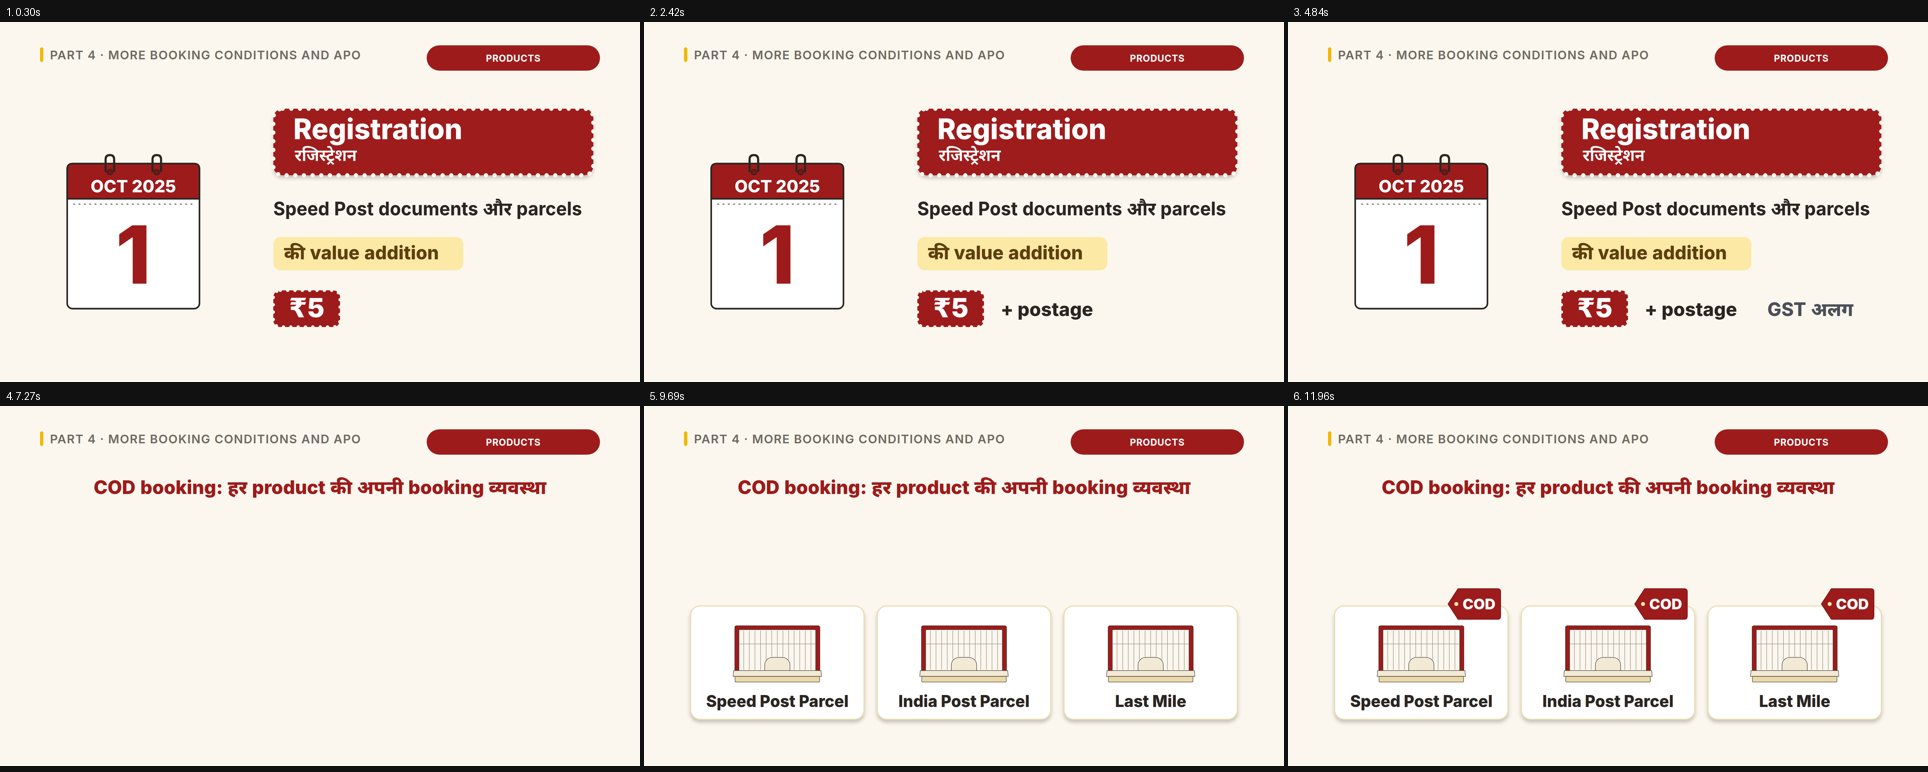 1. 0.30s
PART 4 · MORE BOOKING CONDITIONS AND APO
PRODUCTS
Registration
रजिस्ट्रेशन
OCT 2025
1
Speed Post documents और parcels
की value addition
₹5
2. 2.42s
PART 4 · MORE BOOKING CONDITIONS AND APO
PRODUCTS
Registration
रजिस्ट्रेशन
OCT 2025
1
Speed Post documents और parcels
की value addition
₹5 + postage
3. 4.84s
PART 4 · MORE BOOKING CONDITIONS AND APO
PRODUCTS
Registration
रजिस्ट्रेशन
OCT 2025
1
Speed Post documents और parcels
की value addition
₹5 + postage GST अलग
4. 7.27s
PART 4 · MORE BOOKING CONDITIONS AND APO
PRODUCTS
COD booking: हर product की अपनी booking व्यवस्था
5. 9.69s
PART 4 · MORE BOOKING CONDITIONS AND APO
PRODUCTS
COD booking: हर product की अपनी booking व्यवस्था
Speed Post Parcel
India Post Parcel
Last Mile
6. 11.96s
PART 4 · MORE BOOKING CONDITIONS AND APO
PRODUCTS
COD booking: हर product की अपनी booking व्यवस्था
COD
COD
COD
Speed Post Parcel
India Post Parcel
Last Mile